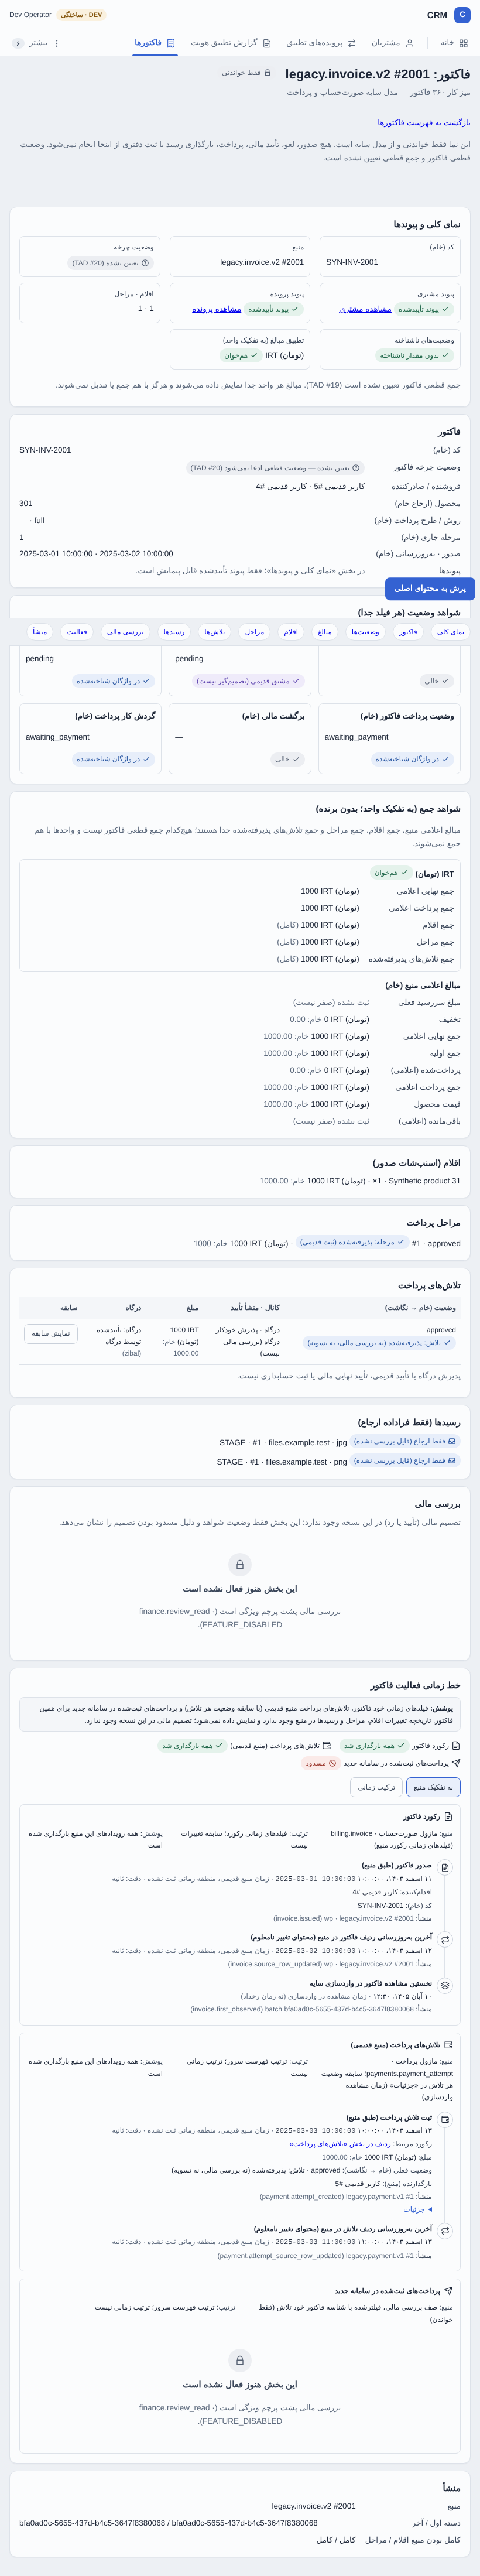 C
CRM
DEV · ساختگی
Dev Operator
خانه
مشتریان
پرونده‌های تطبیق
گزارش تطبیق هویت
فاکتورها
بیشتر
۶
فاکتور: legacy.invoice.v2 #2001
فقط خواندنی
میز کار ۳۶۰ فاکتور — مدل سایه صورت‌حساب و پرداخت
بازگشت به فهرست فاکتورها
این نما فقط خواندنی و از مدل سایه است. هیچ صدور، لغو، تأیید مالی، پرداخت، بارگذاری رسید یا ثبت دفتری از اینجا انجام نمی‌شود. وضعیت
قطعی فاکتور و جمع قطعی تعیین نشده است.
نمای کلی و پیوندها
کد (خام)
SYN-INV-2001
منبع
legacy.invoice.v2 #2001
وضعیت چرخه
تعیین نشده (TAD #20)
پیوند مشتری
پیوند تأییدشده مشاهده مشتری
پیوند پرونده
پیوند تأییدشده مشاهده پرونده
اقلام · مراحل
1 · 1
وضعیت‌های ناشناخته
بدون مقدار ناشناخته
تطبیق مبالغ (به تفکیک واحد)
IRT (تومان) هم‌خوان
جمع قطعی فاکتور تعیین نشده است (TAD #19). مبالغ هر واحد جدا نمایش داده می‌شوند و هرگز با هم جمع یا تبدیل نمی‌شوند.
فاکتور
کد (خام)
SYN-INV-2001
وضعیت چرخه فاکتور
تعیین نشده — وضعیت قطعی ادعا نمی‌شود (TAD #20)
فروشنده / صادرکننده
کاربر قدیمی #5 · کاربر قدیمی #4
محصول (ارجاع خام)
301
روش / طرح پرداخت (خام)
— · full
مرحله جاری (خام)
1
صدور · به‌روزرسانی (خام)
2025-03-01 10:00:00 · 2025-03-02 10:00:00
پیوندها
در بخش «نمای کلی و پیوندها»؛ فقط پیوند تأییدشده قابل پیمایش است.
پرش به محتوای اصلی
شواهد وضعیت (هر فیلد جدا)
نمای کلی
فاکتور
وضعیت‌ها
مبالغ
اقلام
مراحل
تلاش‌ها
رسیدها
بررسی مالی
فعالیت
منشأ
—
خالی
pending
مشتق قدیمی (تصمیم‌گیر نیست)
pending
در واژگان شناخته‌شده
وضعیت پرداخت فاکتور (خام)
awaiting_payment
در واژگان شناخته‌شده
برگشت مالی (خام)
—
خالی
گردش کار پرداخت (خام)
awaiting_payment
در واژگان شناخته‌شده
شواهد جمع (به تفکیک واحد؛ بدون برنده)
مبالغ اعلامی منبع، جمع اقلام، جمع مراحل و جمع تلاش‌های پذیرفته‌شده جدا هستند؛ هیچ‌کدام جمع قطعی فاکتور نیست و واحدها با هم
جمع نمی‌شوند.
IRT (تومان) هم‌خوان
جمع نهایی اعلامی
1000 IRT (تومان)
جمع پرداخت اعلامی
1000 IRT (تومان)
جمع اقلام
1000 IRT (تومان) (کامل)
جمع مراحل
1000 IRT (تومان) (کامل)
جمع تلاش‌های پذیرفته‌شده
1000 IRT (تومان) (کامل)
مبالغ اعلامی منبع (خام)
مبلغ سررسید فعلی
ثبت نشده (صفر نیست)
تخفیف
0 IRT (تومان) خام: 0.00
جمع نهایی اعلامی
1000 IRT (تومان) خام: 1000.00
جمع اولیه
1000 IRT (تومان) خام: 1000.00
پرداخت‌شده (اعلامی)
0 IRT (تومان) خام: 0.00
جمع پرداخت اعلامی
1000 IRT (تومان) خام: 1000.00
قیمت محصول
1000 IRT (تومان) خام: 1000.00
باقی‌مانده (اعلامی)
ثبت نشده (صفر نیست)
اقلام (اسنپ‌شات صدور)
Synthetic product 31 · ×1 · 1000 IRT (تومان) خام: 1000.00
مراحل پرداخت
#1 · approved مرحله: پذیرفته‌شده (ثبت قدیمی) · 1000 IRT (تومان) خام: 1000
تلاش‌های پرداخت
وضعیت (خام → نگاشت)
کانال · منشأ تأیید
مبلغ
درگاه
سابقه
approved
تلاش: پذیرفته‌شده (نه بررسی مالی، نه تسویه)
درگاه · پذیرش خودکار
درگاه (بررسی مالی
نیست)
1000 IRT
(تومان) خام:
1000.00
درگاه: تأییدشده
توسط درگاه
(zibal)
نمایش سابقه
پذیرش درگاه یا تأیید قدیمی، تأیید نهایی مالی یا ثبت حسابداری نیست.
رسیدها (فقط فراداده ارجاع)
فقط ارجاع (فایل بررسی نشده) STAGE · #1 · files.example.test · jpg
فقط ارجاع (فایل بررسی نشده) STAGE · #1 · files.example.test · png
بررسی مالی
تصمیم مالی (تأیید یا رد) در این نسخه وجود ندارد؛ این بخش فقط وضعیت شواهد و دلیل مسدود بودن تصمیم را نشان می‌دهد.
این بخش هنوز فعال نشده است
بررسی مالی پشت پرچم ویژگی است (finance.review_read ·
FEATURE_DISABLED).
خط زمانی فعالیت فاکتور
پوشش: فیلدهای زمانی خود فاکتور، تلاش‌های پرداخت منبع قدیمی (با سابقه وضعیت هر تلاش) و پرداخت‌های ثبت‌شده در سامانه جدید برای همین
فاکتور. تاریخچه تغییرات اقلام، مراحل و رسیدها در منبع وجود ندارد و نمایش داده نمی‌شود؛ تصمیم مالی در این نسخه وجود ندارد.
رکورد فاکتور همه بارگذاری شد
تلاش‌های پرداخت (منبع قدیمی) همه بارگذاری شد
پرداخت‌های ثبت‌شده در سامانه جدید مسدود
به تفکیک منبع
ترکیب زمانی
رکورد فاکتور
منبع: ماژول صورت‌حساب · billing.invoice
(فیلدهای زمانی رکورد)
ترتیب: فیلدهای زمانی رکورد؛ سابقه تغییرات
نیست
پوشش: همه رویدادهای این منبع بارگذاری شده
است
صدور فاکتور (طبق منبع)
۱۱ اسفند ۱۴۰۳، ۱۰:۰۰:۰۰ 2025-03-01 10:00:00 · زمان منبع قدیمی، منطقه زمانی ثبت نشده · دقت: ثانیه
اقدام‌کننده: کاربر قدیمی #4
کد (خام): SYN-INV-2001
منشأ: wp · legacy.invoice.v2 #2001 (invoice.issued)
آخرین به‌روزرسانی ردیف فاکتور در منبع (محتوای تغییر نامعلوم)
۱۲ اسفند ۱۴۰۳، ۱۰:۰۰:۰۰ 2025-03-02 10:00:00 · زمان منبع قدیمی، منطقه زمانی ثبت نشده · دقت: ثانیه
منشأ: wp · legacy.invoice.v2 #2001 (invoice.source_row_updated)
نخستین مشاهده فاکتور در واردسازی سایه
۱۰ آبان ۱۴۰۵، ۱۲:۳۰ · زمان مشاهده در واردسازی (نه زمان رخداد)
منشأ: batch bfa0ad0c-5655-437d-b4c5-3647f8380068 (invoice.first_observed)
تلاش‌های پرداخت (منبع قدیمی)
منبع: ماژول پرداخت ·
payments.payment_attempt؛ سابقه وضعیت
هر تلاش در «جزئیات» (زمان مشاهده
واردسازی)
ترتیب: ترتیب فهرست سرور؛ ترتیب زمانی
نیست
پوشش: همه رویدادهای این منبع بارگذاری شده
است
ثبت تلاش پرداخت (طبق منبع)
۱۳ اسفند ۱۴۰۳، ۱۰:۰۰:۰۰ 2025-03-03 10:00:00 · زمان منبع قدیمی، منطقه زمانی ثبت نشده · دقت: ثانیه
رکورد مرتبط: ردیف در بخش «تلاش‌های پرداخت»
مبلغ: 1000 IRT (تومان) خام: 1000.00
وضعیت فعلی (خام → نگاشت): approved · تلاش: پذیرفته‌شده (نه بررسی مالی، نه تسویه)
بارگذارنده (منبع): کاربر قدیمی #5
منشأ: legacy.payment.v1 #1 (payment.attempt_created)
جزئیات
آخرین به‌روزرسانی ردیف تلاش در منبع (محتوای تغییر نامعلوم)
۱۳ اسفند ۱۴۰۳، ۱۱:۰۰:۰۰ 2025-03-03 11:00:00 · زمان منبع قدیمی، منطقه زمانی ثبت نشده · دقت: ثانیه
منشأ: legacy.payment.v1 #1 (payment.attempt_source_row_updated)
پرداخت‌های ثبت‌شده در سامانه جدید
منبع: صف بررسی مالی، فیلترشده با شناسه فاکتور خود تلاش (فقط
خواندن)
ترتیب: ترتیب فهرست سرور؛ ترتیب زمانی نیست
این بخش هنوز فعال نشده است
بررسی مالی پشت پرچم ویژگی است (finance.review_read ·
FEATURE_DISABLED).
منشأ
منبع
legacy.invoice.v2 #2001
دسته اول / آخر
bfa0ad0c-5655-437d-b4c5-3647f8380068 / bfa0ad0c-5655-437d-b4c5-3647f8380068
کامل بودن منبع اقلام / مراحل
کامل / کامل